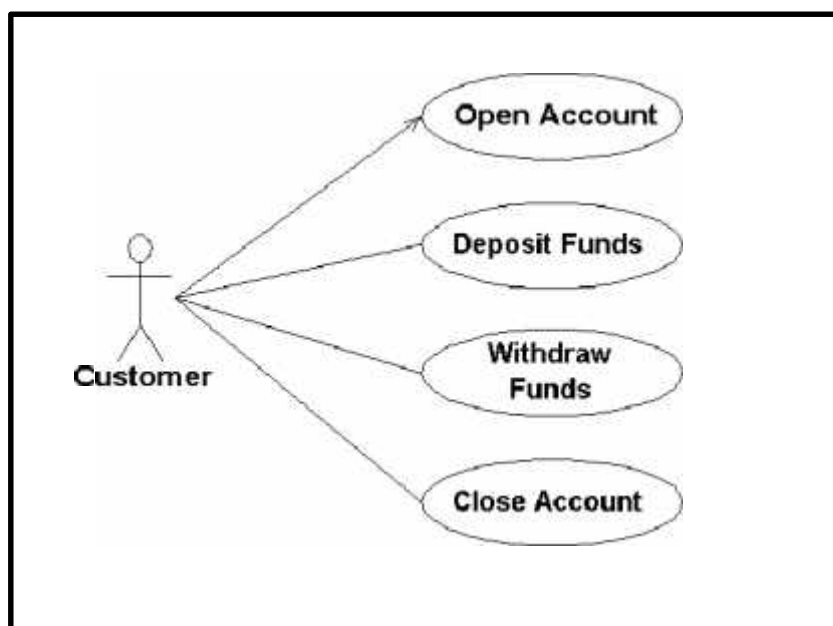 Open Account
Deposit Funds
Withdraw
Funds
Customer
Close Account